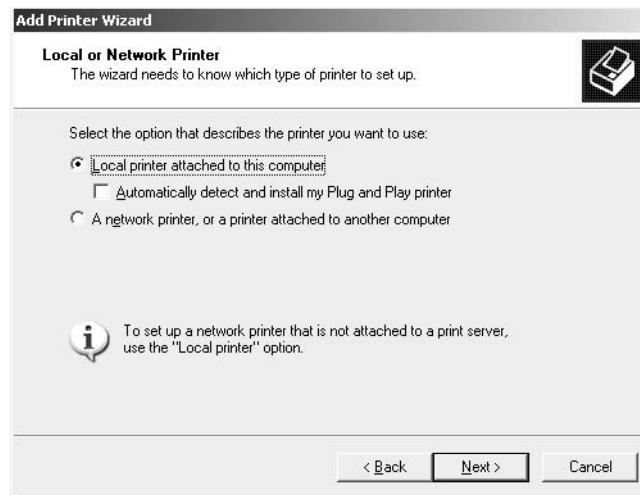 Add Printer Wizard
Local or Network Printer
The wizard needs to know which type of printer to set up.
Select the option that describes the printer you want to use:
Local printer attached to this computer
Automatically detect and install my Plug and Play printer
A network printer, or a printer attached to another computer
To set up a network printer that is not attached to a print server,
use the "Local printer" option.
< Back Next > Cancel